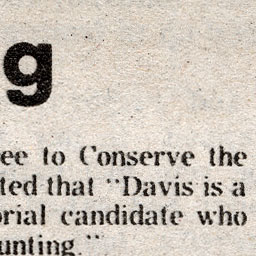 g
ee to Conserve the
ted that "Davis is a
orial candidate who
unting."